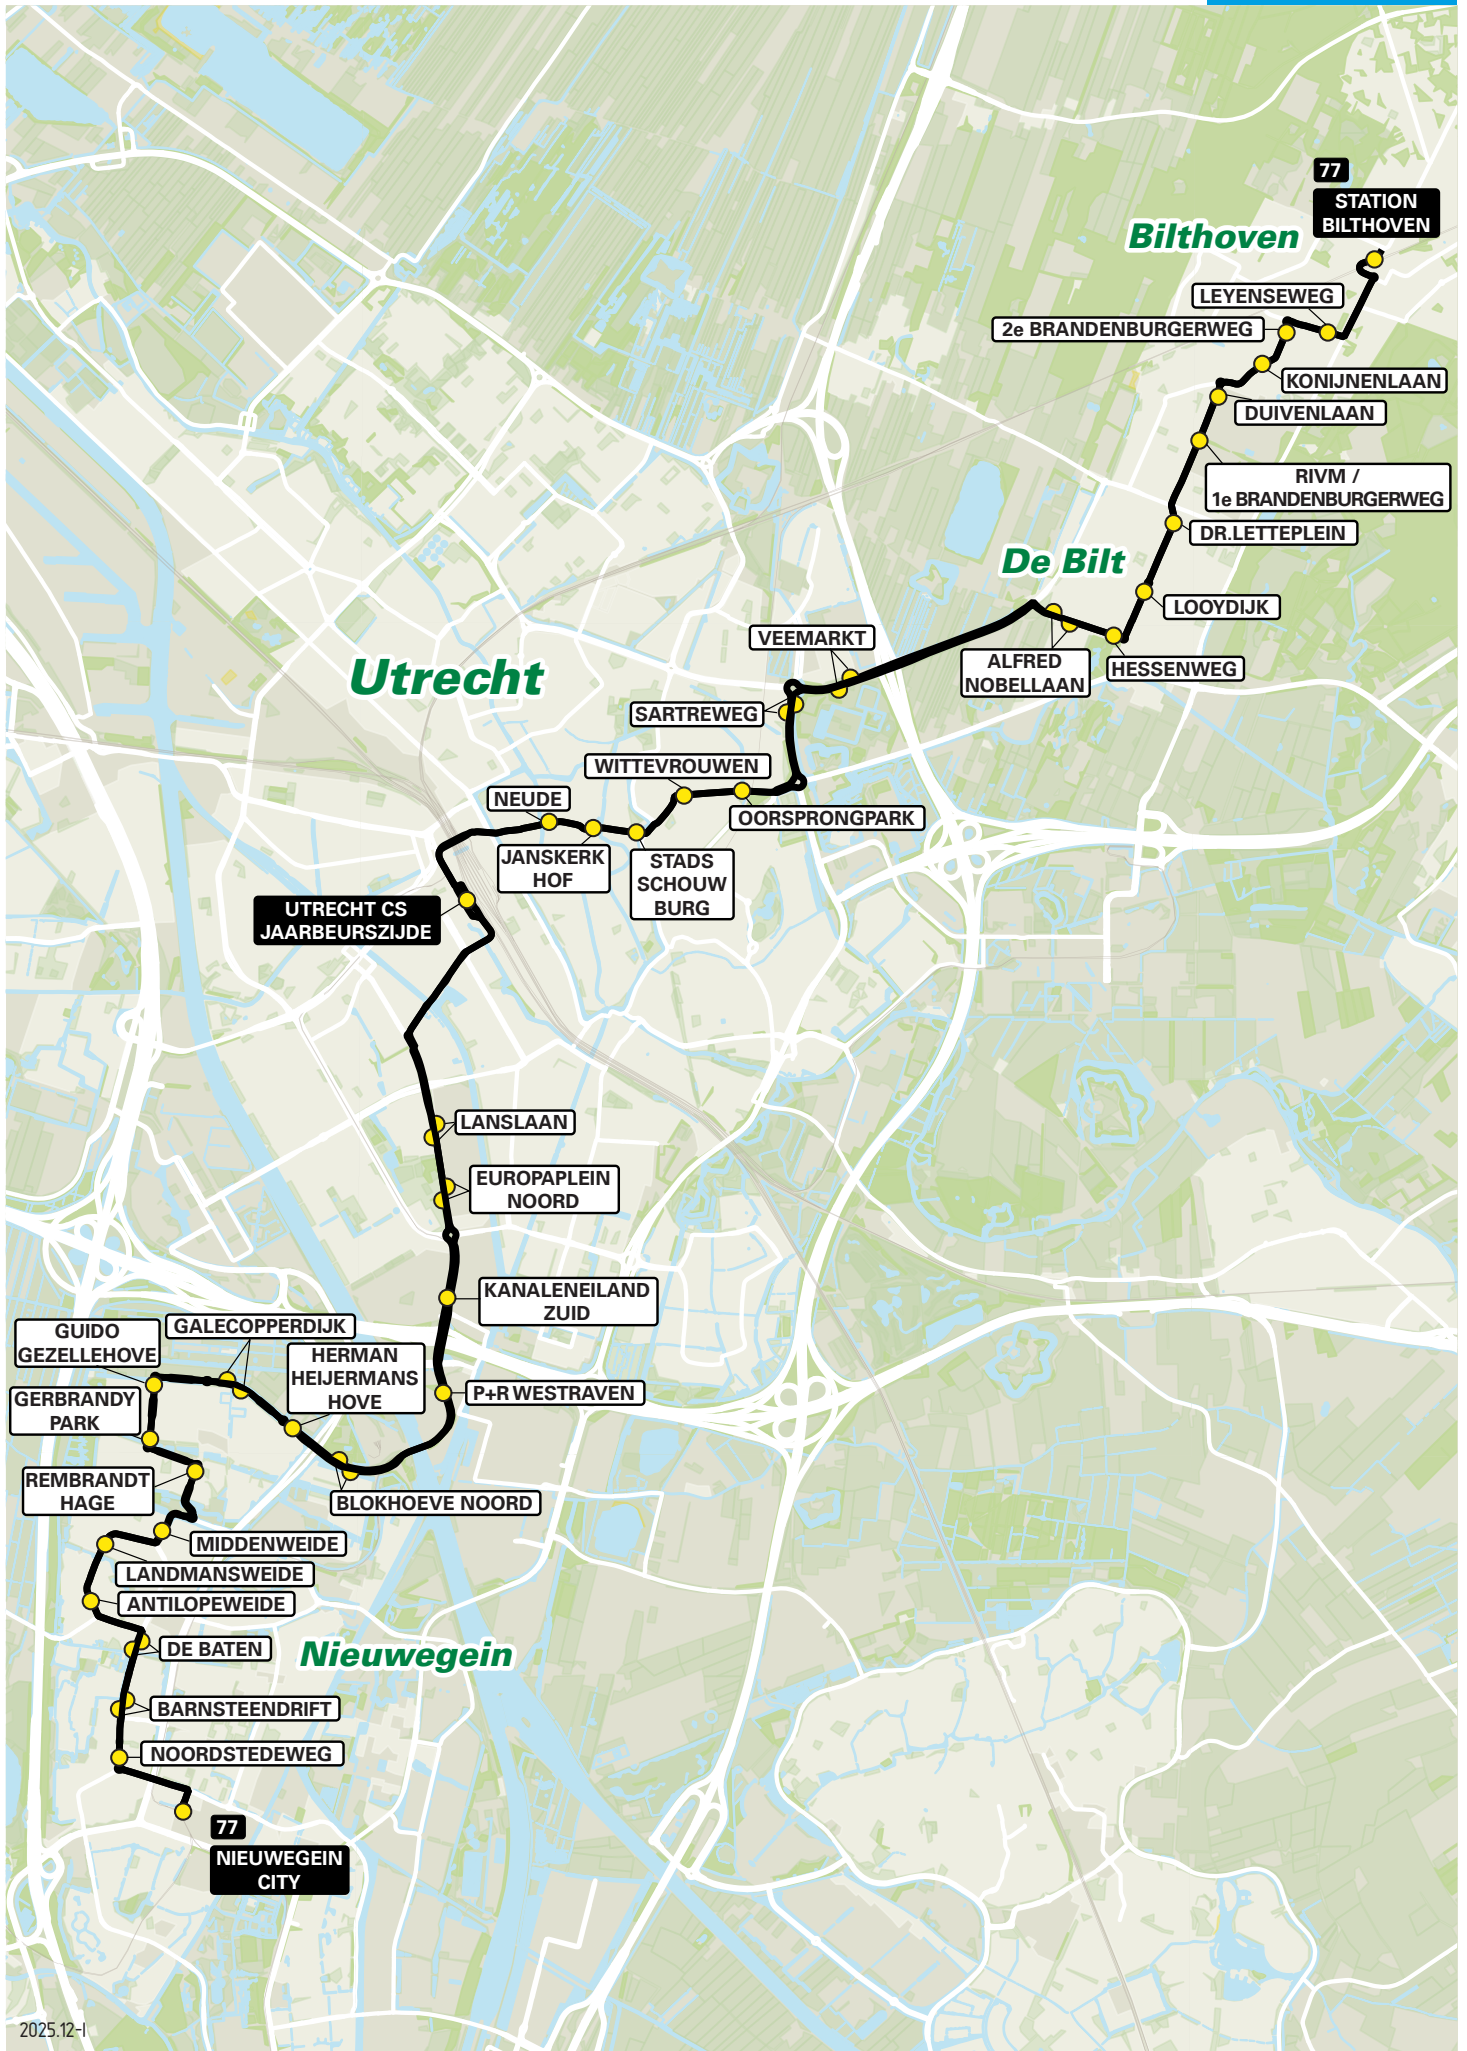 77
STATION
BILTHOVEN
Bilthoven
LEYENSEWEG
2e BRANDENBURGERWEG
KONIJNENLAAN
DUIVENLAAN
RIVM /
1e BRANDENBURGERWEG
DR.LETTEPLEIN
De Bilt
LOOYDIJK
VEEMARKT
ALFRED
NOBELLAAN
HESSENWEG
Utrecht
SARTREWEG
WITTEVROUWEN
NEUDE
OORSPRONGPARK
JANSKERK
HOF
STADS
SCHOUW
BURG
UTRECHT CS
JAARBEURSZIJDE
LANSLAAN
EUROPAPLEIN
NOORD
KANALENEILAND
ZUID
GUIDO
GEZELLEHOVE
GALECOPPERDIJK
HERMAN
HEIJERMANS
HOVE
P+R WESTRAVEN
GERBRANDY
PARK
REMBRANDT
HAGE
BLOKHOEVE NOORD
MIDDENWEIDE
LANDMANSWEIDE
ANTILOPEWEIDE
DE BATEN
Nieuwegein
BARNSTEENDRIFT
NOORDSTEDEWEG
77
NIEUWEGEIN
CITY
2025.12-I